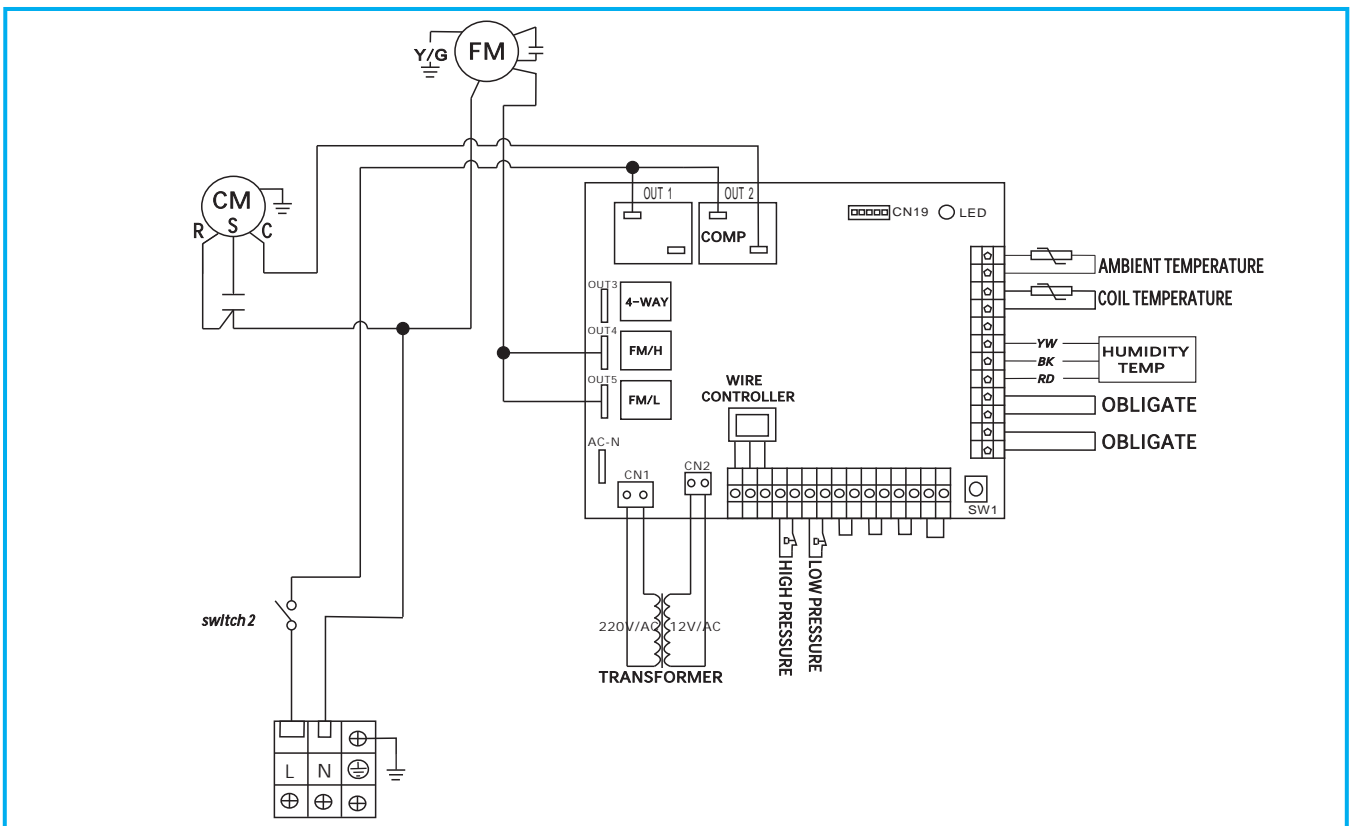 Y/G
FM
CM
R
S
C
OUT 1
OUT 2
COMP
CN19
LED
OUT3
4-WAY
OUT4
FM/H
OUT5
FM/L
AC-N
CN1
CN2
WIRE
CONTROLLER
SW1
AMBIENT TEMPERATURE
COIL TEMPERATURE
YW
BK
RD
HUMIDITY
TEMP
OBLIGATE
OBLIGATE
HIGH PRESSURE
LOW PRESSURE
220V/AC
12V/AC
TRANSFORMER
switch 2
L
N